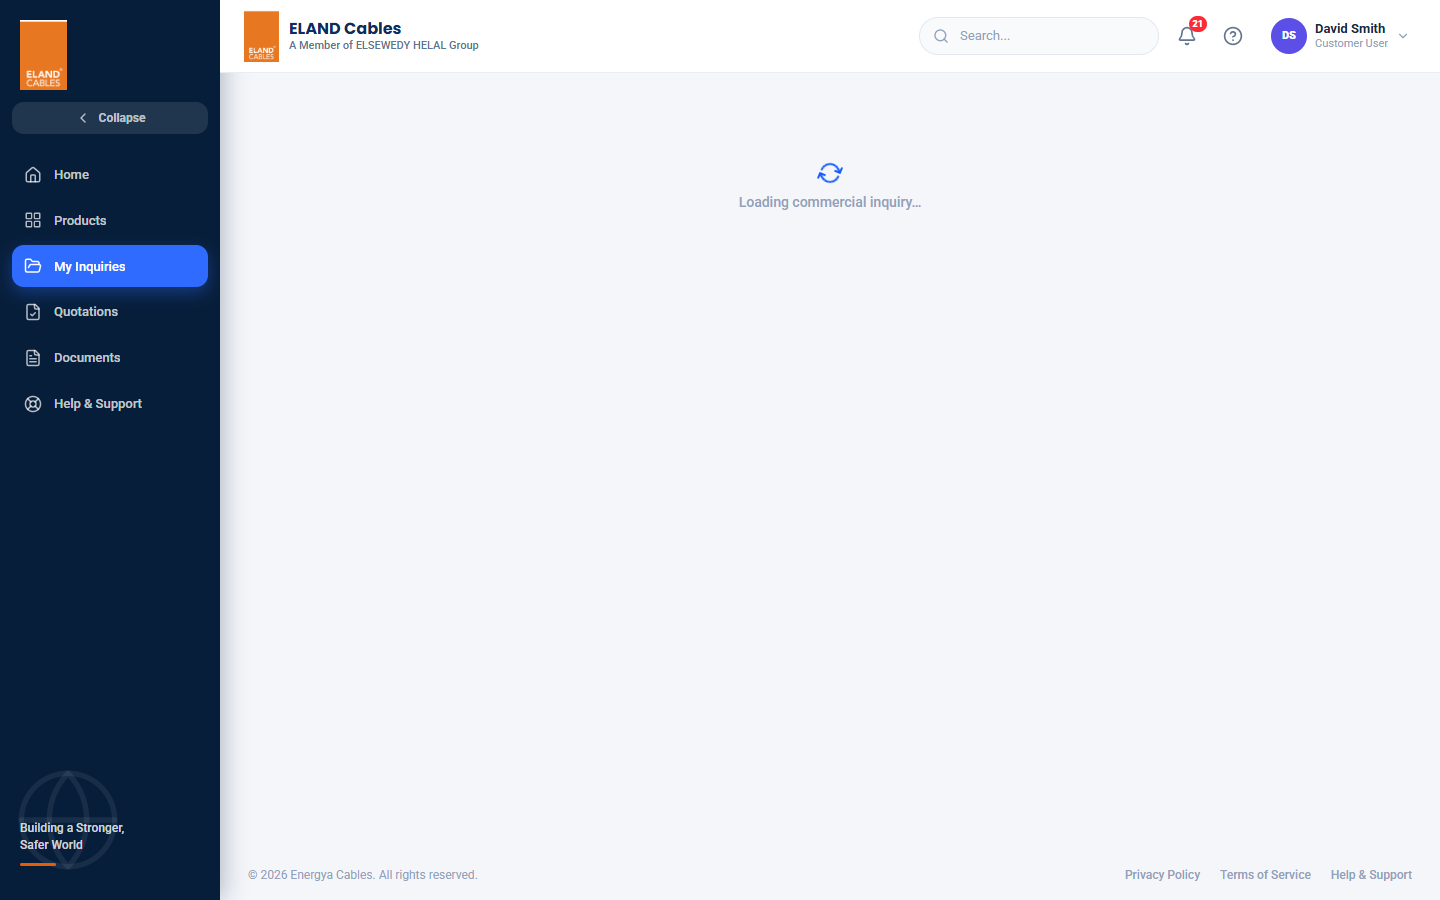 ELAND
CABLES
Collapse
Home
Products
My Inquiries
Quotations
Documents
Help & Support
Building a Stronger,
Safer World
ELAND
CABLES
ELAND Cables
A Member of ELSEWEDY HELAL Group
Search...
21
DS
David Smith
Customer User
Loading commercial inquiry...
© 2026 Energya Cables. All rights reserved.
Privacy Policy
Terms of Service
Help & Support